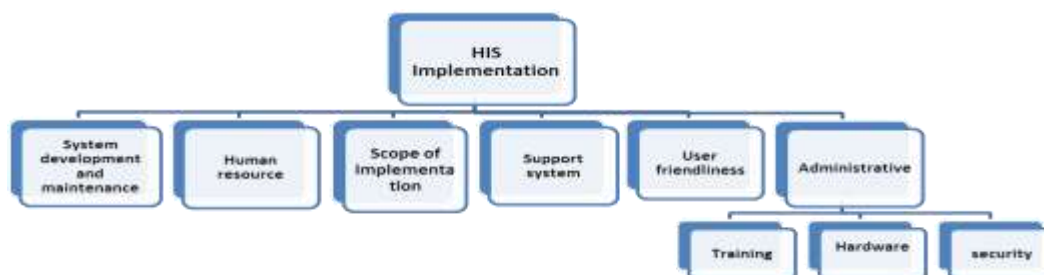 HIS
Implementation
System
development
and
maintenance
Human
resource
Scope of
Implementa
tion
Support
system
User
friendliness
Administrative
Training
Hardware
security